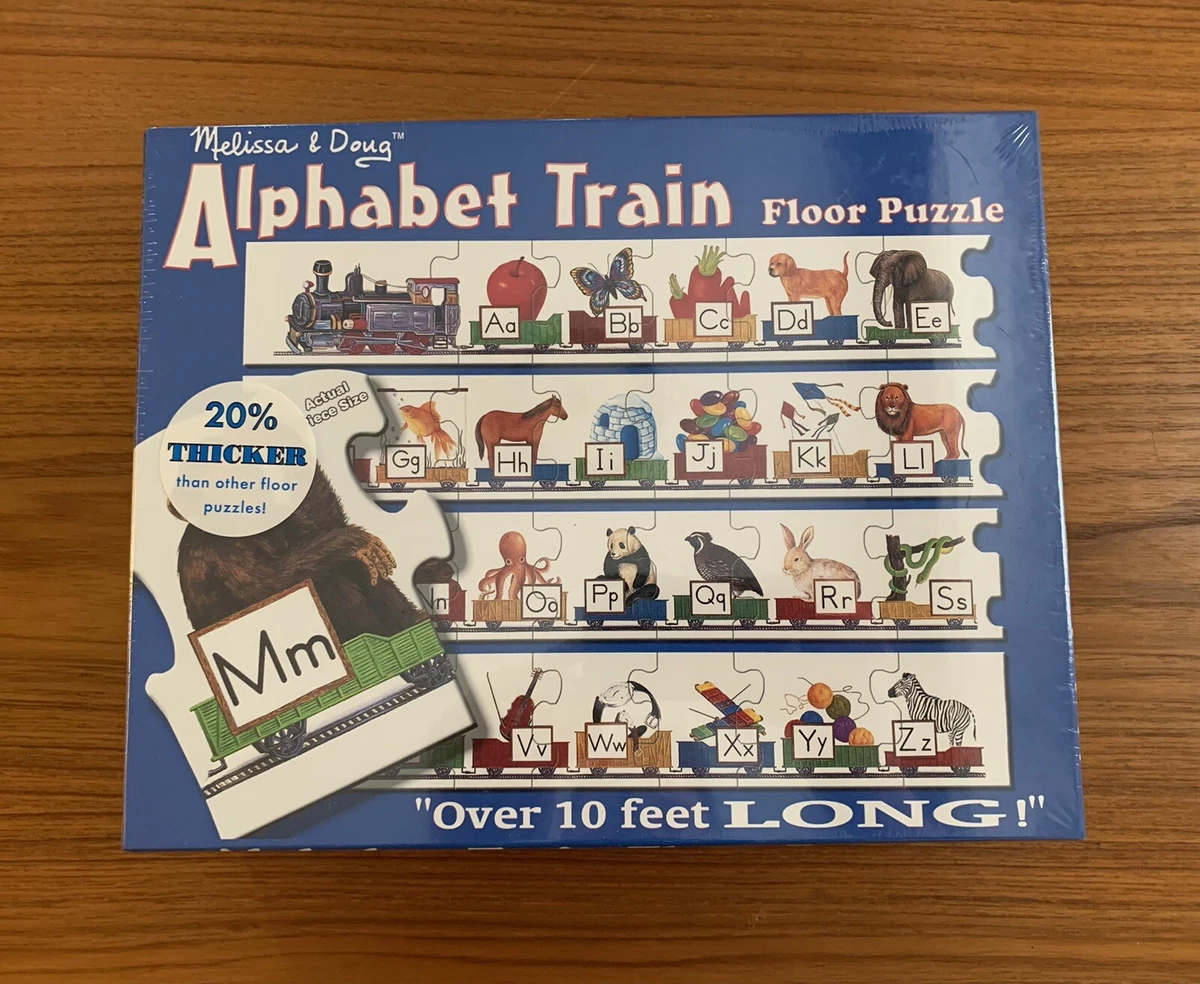 Melissa & Doug™
Alphabet Train Floor Puzzle
Aa Bb Cc Dd Ee
Actual
iece Size
20%
THICKER
than other floor
puzzles!
Gg Hh Ii Jj Kk Ll
Mm
Oo Pp Qq Rr Ss
Vv Ww Xx Yy Zz
"Over 10 feet LONG!"